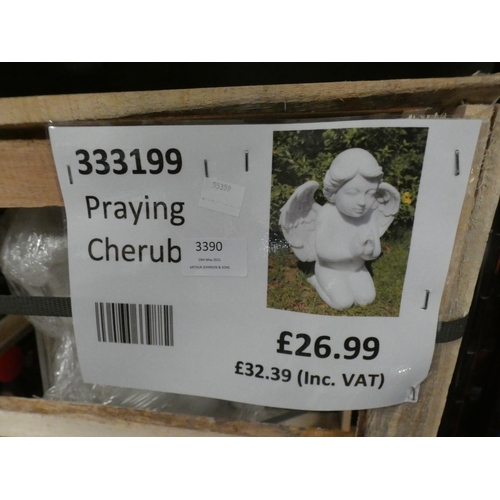 333199
Praying
Cherub
3390
£26.99
£32.39 (Inc. VAT)